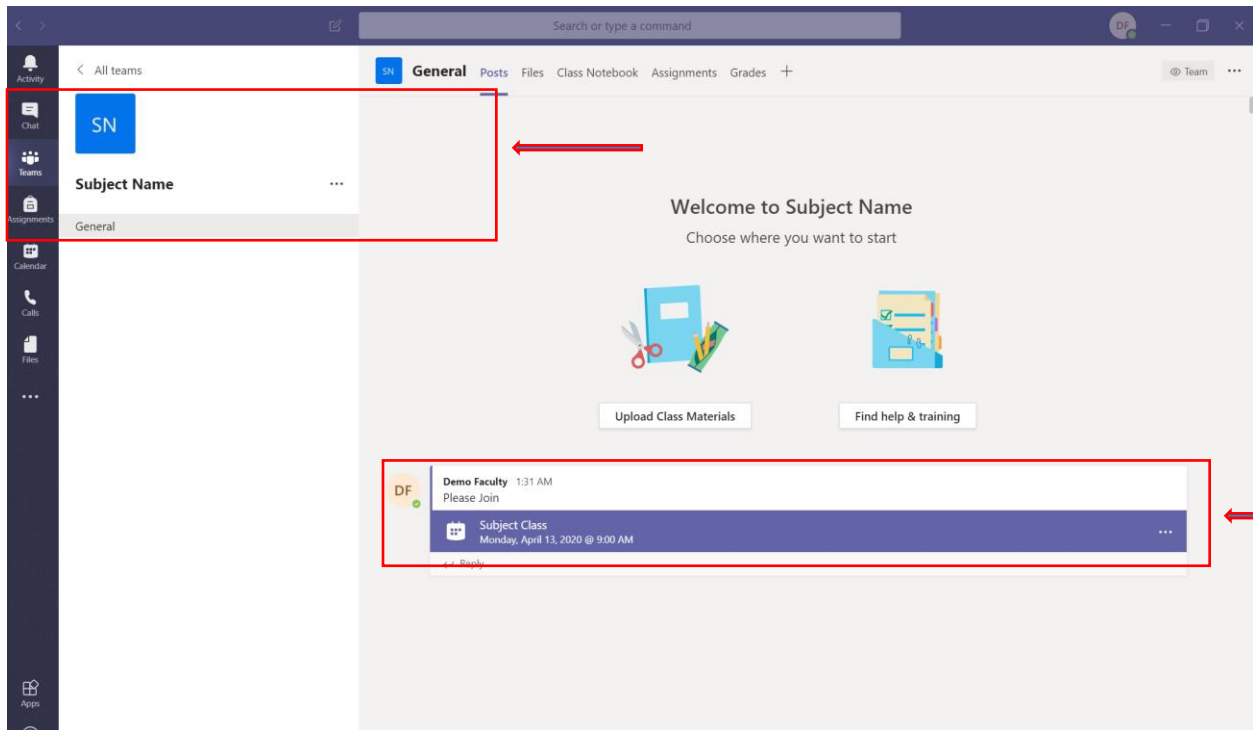 Search or type a command
DF
Activity
Chat
Teams
Assignments
Calendar
Calls
Files
Apps
All teams
SN
Subject Name
General
SN General Posts Files Class Notebook Assignments Grades
Team
Welcome to Subject Name
Choose where you want to start
Upload Class Materials
Find help & training
DF
Demo Faculty 1:31 AM
Please Join
Subject Class
Monday, April 13, 2020 @ 9:00 AM
Reply